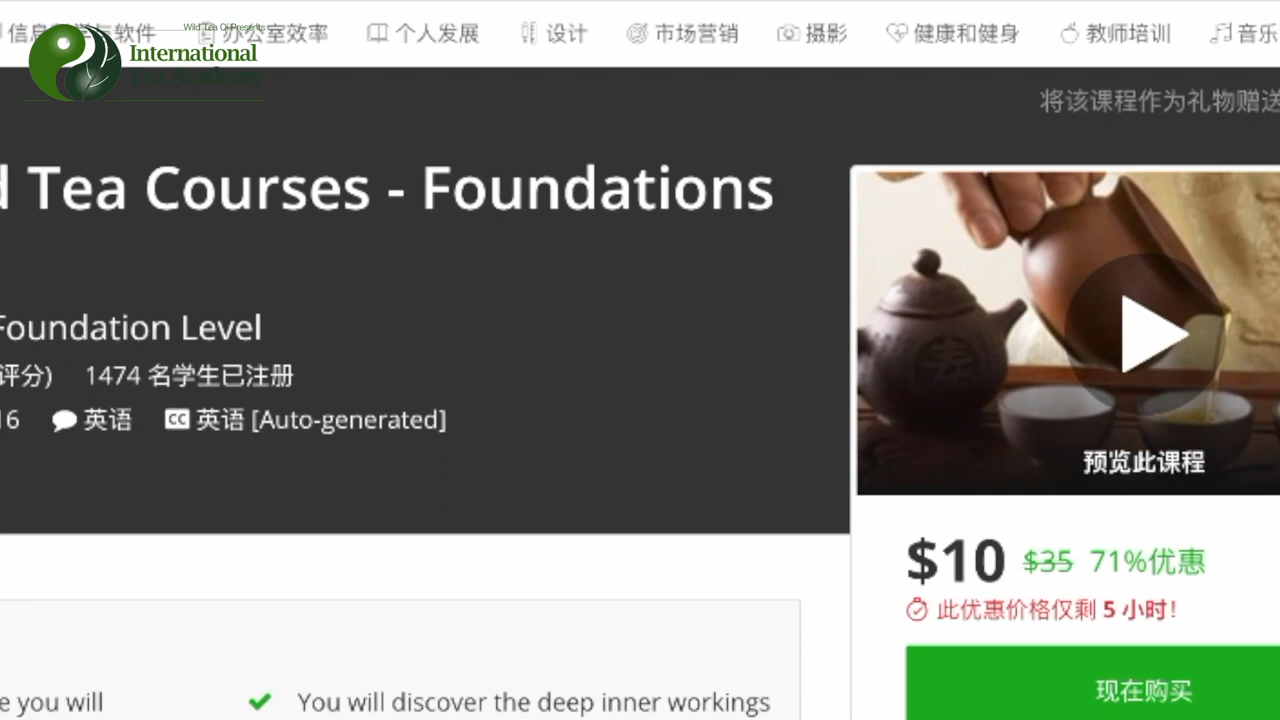 Wild Tea Qi Presents
International
Tea Academy
办公室效率
个人发展
设计
市场营销
摄影
健康和健身
教师培训
音乐
将该课程作为礼物赠送
Tea Courses - Foundations
Foundation Level
评分) 1474 名学生已注册
16 英语 CC 英语 [Auto-generated]
寿
预览此课程
$10 $35 71%优惠
此优惠价格仅剩 5 小时!
现在购买
e you will
You will discover the deep inner workings